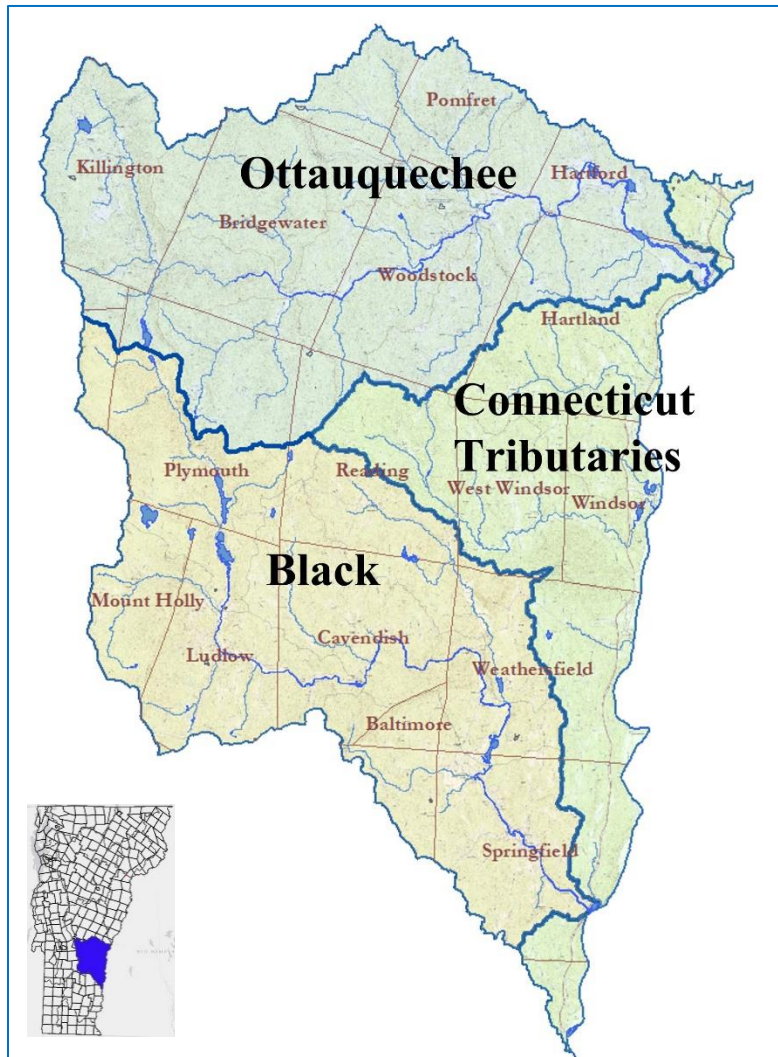 Pomfret
Killington
Ottauquechee
Hartford
Bridgewater
Woodstock
Hartland
Connecticut
Tributaries
Plymouth
Reading
West Windsor
Windsor
Black
Mount Holly
Cavendish
Ludlow
Weathersfield
Baltimore
Springfield